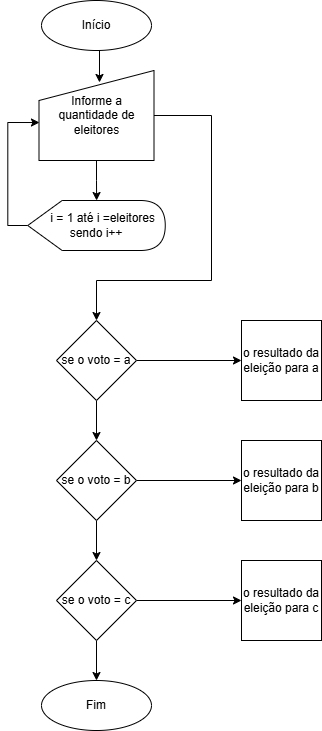 Início
Informe a
quantidade de
eleitores
i = 1 até i =eleitores
sendo i++
se o voto = a
o resultado da
eleição para a
se o voto = b
o resultado da
eleição para b
se o voto = c
o resultado da
eleição para c
Fim